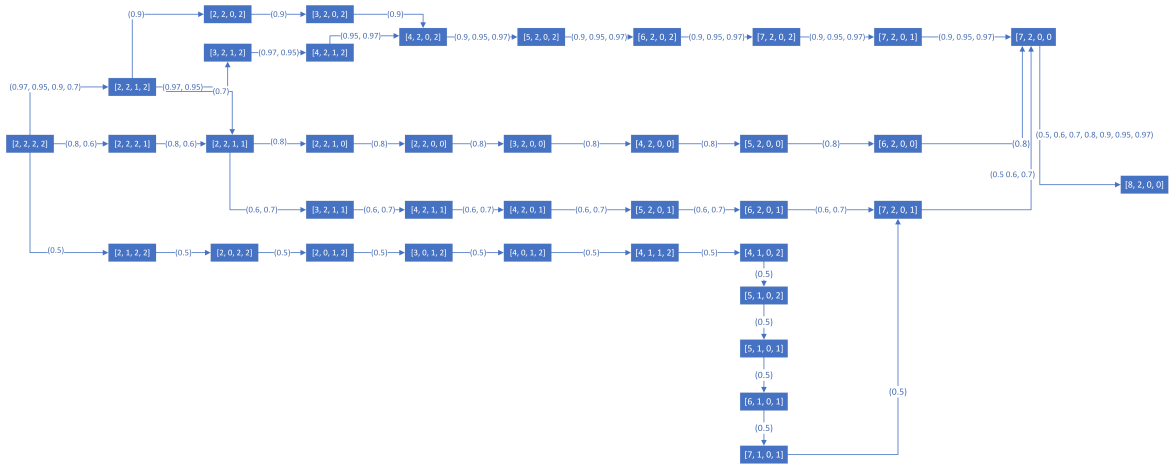 (0.9) [2, 2, 0, 2] (0.9) [3, 2, 0, 2] (0.9)
(0.95, 0.97) [4, 2, 0, 2] (0.9, 0.95, 0.97) [5, 2, 0, 2] (0.9, 0.95, 0.97) [6, 2, 0, 2] (0.9, 0.95, 0.97) [7, 2, 0, 2] (0.9, 0.95, 0.97) [7, 2, 0, 1] (0.9, 0.95, 0.97) [7, 2, 0, 0
[3, 2, 1, 2] (0.97, 0.95) [4, 2, 1, 2]
(0.97, 0.95, 0.9, 0.7) [2, 2, 1, 2] (0.97, 0.95)
(0.7)
(0.5, 0.6, 0.7, 0.8, 0.9, 0.95, 0.97)
[2, 2, 2, 2] (0.8, 0.6) [2, 2, 2, 1] (0.8, 0.6) [2, 2, 1, 1] (0.8) [2, 2, 1, 0] (0.8) [2, 2, 0, 0] (0.8) [3, 2, 0, 0] (0.8) [4, 2, 0, 0] (0.8) [5, 2, 0, 0] (0.8) [6, 2, 0, 0] (0.8)
(0.5 0.6, 0.7)
[8, 2, 0, 0]
(0.6, 0.7) [3, 2, 1, 1] (0.6, 0.7) [4, 2, 1, 1] (0.6, 0.7) [4, 2, 0, 1] (0.6, 0.7) [5, 2, 0, 1] (0.6, 0.7) [6, 2, 0, 1] (0.6, 0.7) [7, 2, 0, 1]
(0.5) [2, 1, 2, 2] (0.5) [2, 0, 2, 2] (0.5) [2, 0, 1, 2] (0.5) [3, 0, 1, 2] (0.5) [4, 0, 1, 2] (0.5) [4, 1, 1, 2] (0.5) [4, 1, 0, 2]
(0.5)
[5, 1, 0, 2]
(0.5)
[5, 1, 0, 1]
(0.5)
(0.5)
[6, 1, 0, 1]
(0.5)
[7, 1, 0, 1]